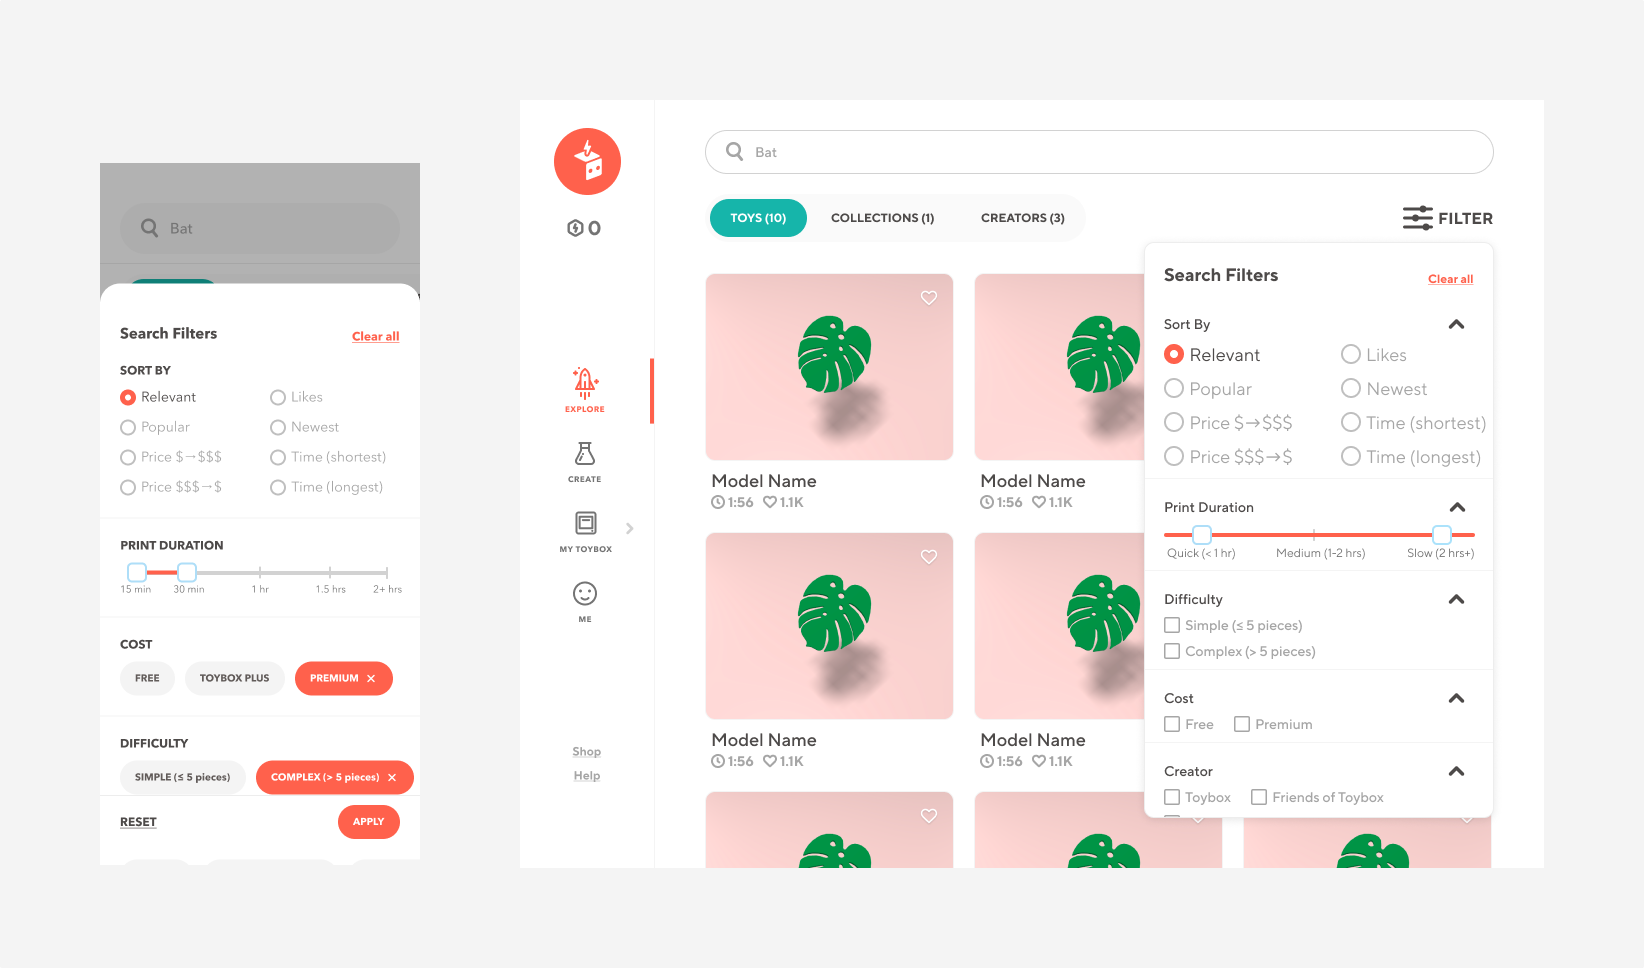 Bat
Search Filters
Clear all
SORT BY
Relevant Likes
Popular Newest
Price $→$$$ Time (shortest)
Price $$$→$ Time (longest)
PRINT DURATION
15 min 30 min 1 hr 1.5 hrs 2+ hrs
COST
FREE TOYBOX PLUS PREMIUM ×
DIFFICULTY
SIMPLE (≤ 5 pieces) COMPLEX (> 5 pieces) ×
RESET APPLY
0
EXPLORE
CREATE
MY TOYBOX
ME
Shop
Help
Bat
TOYS (10) COLLECTIONS (1) CREATORS (3) FILTER
Model Name Model Name
1:56 1.1K 1:56 1.1K
Model Name Model Name
1:56 1.1K 1:56 1.1K
Search Filters
Clear all
Sort By
Relevant Likes
Popular Newest
Price $→$$$ Time (shortest)
Price $$$→$ Time (longest)
Print Duration
Quick (< 1 hr) Medium (1-2 hrs) Slow (2 hrs+)
Difficulty
Simple (≤ 5 pieces)
Complex (> 5 pieces)
Cost
Free Premium
Creator
Toybox Friends of Toybox